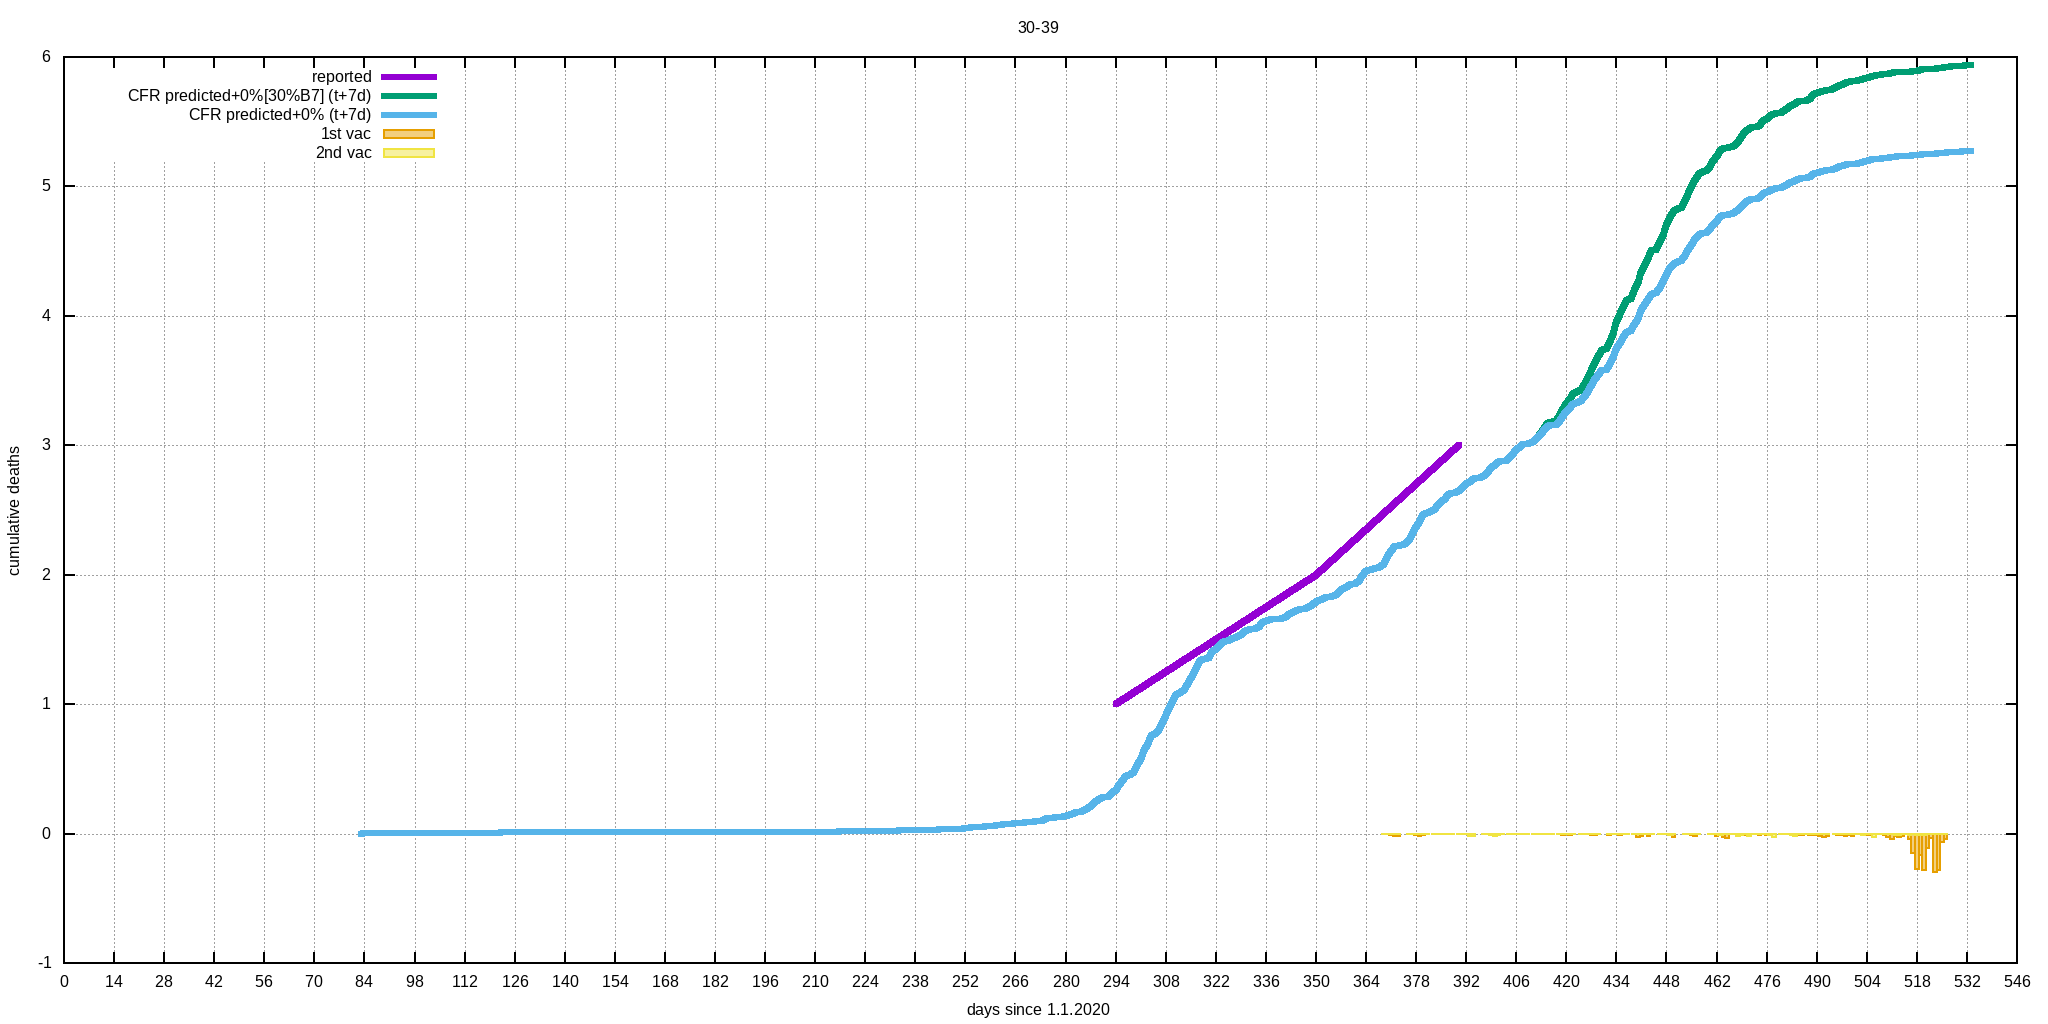 30-39
reported
CFR predicted+0%[30%B7] (t+7d)
CFR predicted+0% (t+7d)
1st vac
2nd vac
6
5
4
3
2
1
0
-1
cumulative deaths
0 14 28 42 56 70 84 98 112 126 140 154 168 182 196 210 224 238 252 266 280 294 308 322 336 350 364 378 392 406 420 434 448 462 476 490 504 518 532 546
days since 1.1.2020